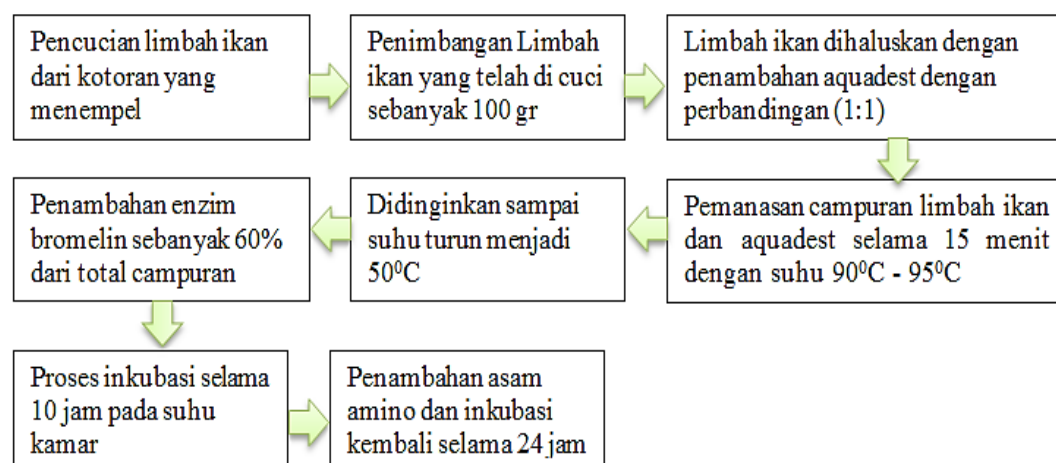 Pencucian limbah ikan
dari kotoran yang
menempel
Penimbangan Limbah
ikan yang telah di cuci
sebanyak 100 gr
Limbah ikan dihaluskan dengan
penambahan aquadest dengan
perbandingan (1:1)
Pemanasan campuran limbah ikan
dan aquadest selama 15 menit
dengan suhu 90⁰C - 95⁰C
Didinginkan sampai
suhu turun menjadi
50⁰C
Penambahan enzim
bromelin sebanyak 60%
dari total campuran
Proses inkubasi selama
10 jam pada suhu
kamar
Penambahan asam
amino dan inkubasi
kembali selama 24 jam